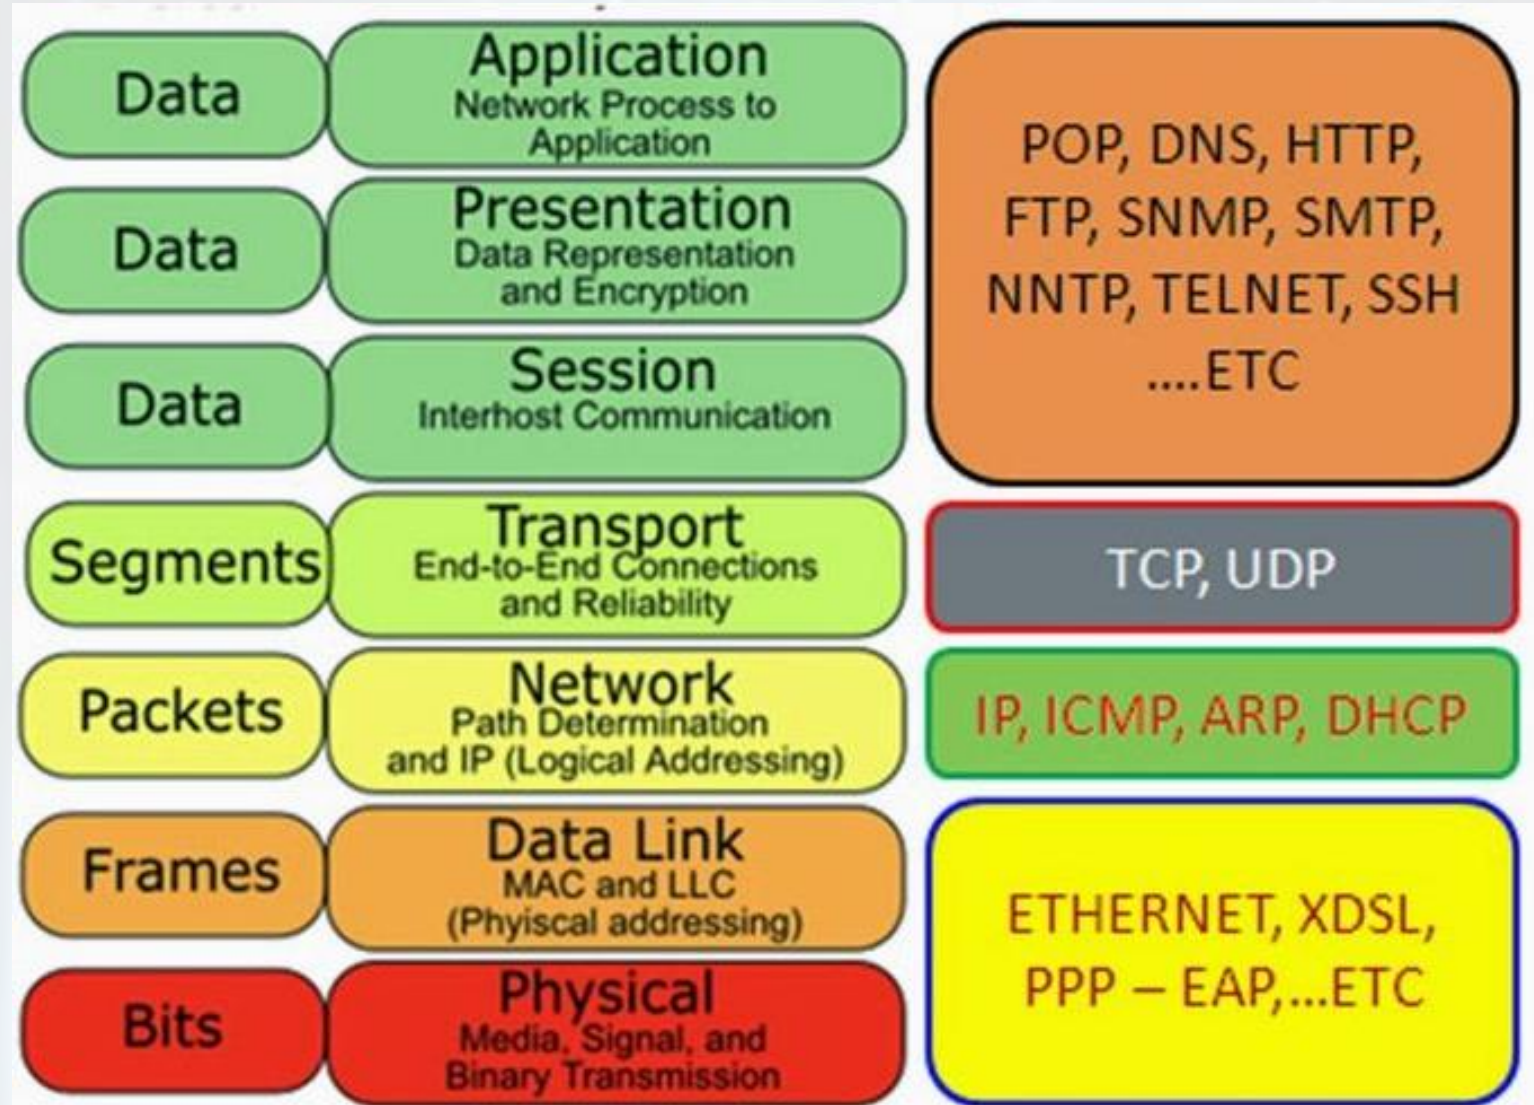 Data
Application
Network Process to
Application
Data
Presentation
Data Representation
and Encryption
Data
Session
Interhost Communication
POP, DNS, HTTP,
FTP, SNMP, SMTP,
NNTP, TELNET, SSH
....ETC
Segments
Transport
End-to-End Connections
and Reliability
TCP, UDP
Packets
Network
Path Determination
and IP (Logical Addressing)
IP, ICMP, ARP, DHCP
Frames
Data Link
MAC and LLC
(Phyiscal addressing)
Bits
Physical
Media, Signal, and
Binary Transmission
ETHERNET, XDSL,
PPP – EAP,...ETC